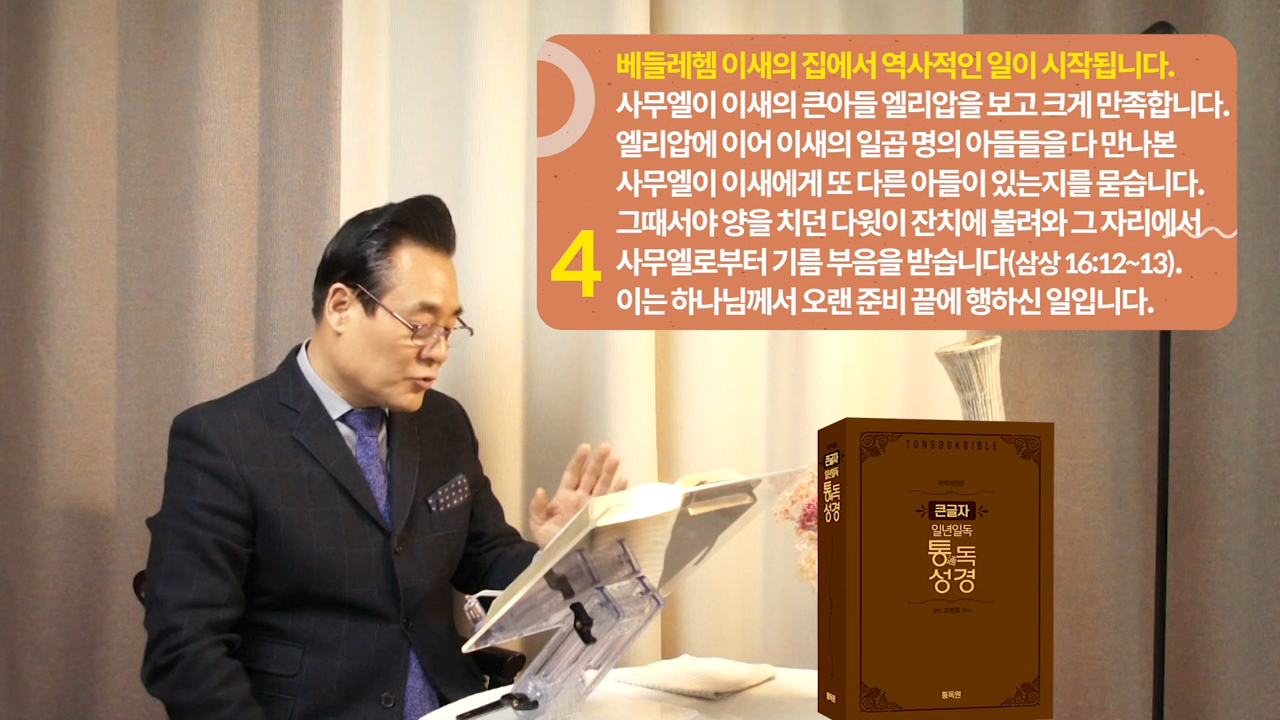 베들레헴 이새의 집에서 역사적인 일이 시작됩니다.
사무엘이 이새의 큰아들 엘리압을 보고 크게 만족합니다.
엘리압에 이어 이새의 일곱 명의 아들들을 다 만나본
사무엘이 이새에게 또 다른 아들이 있는지를 묻습니다.
그때서야 양을 치던 다윗이 잔치에 불려와 그 자리에서
4 사무엘로부터 기름 부음을 받습니다(삼상 16:12~13).
이는 하나님께서 오랜 준비 끝에 행하신 일입니다.
큰글자
일년일독
통독
성경
통독원
TONGDOKBIBLE
큰글자
일년일독
통독
성경
통독원